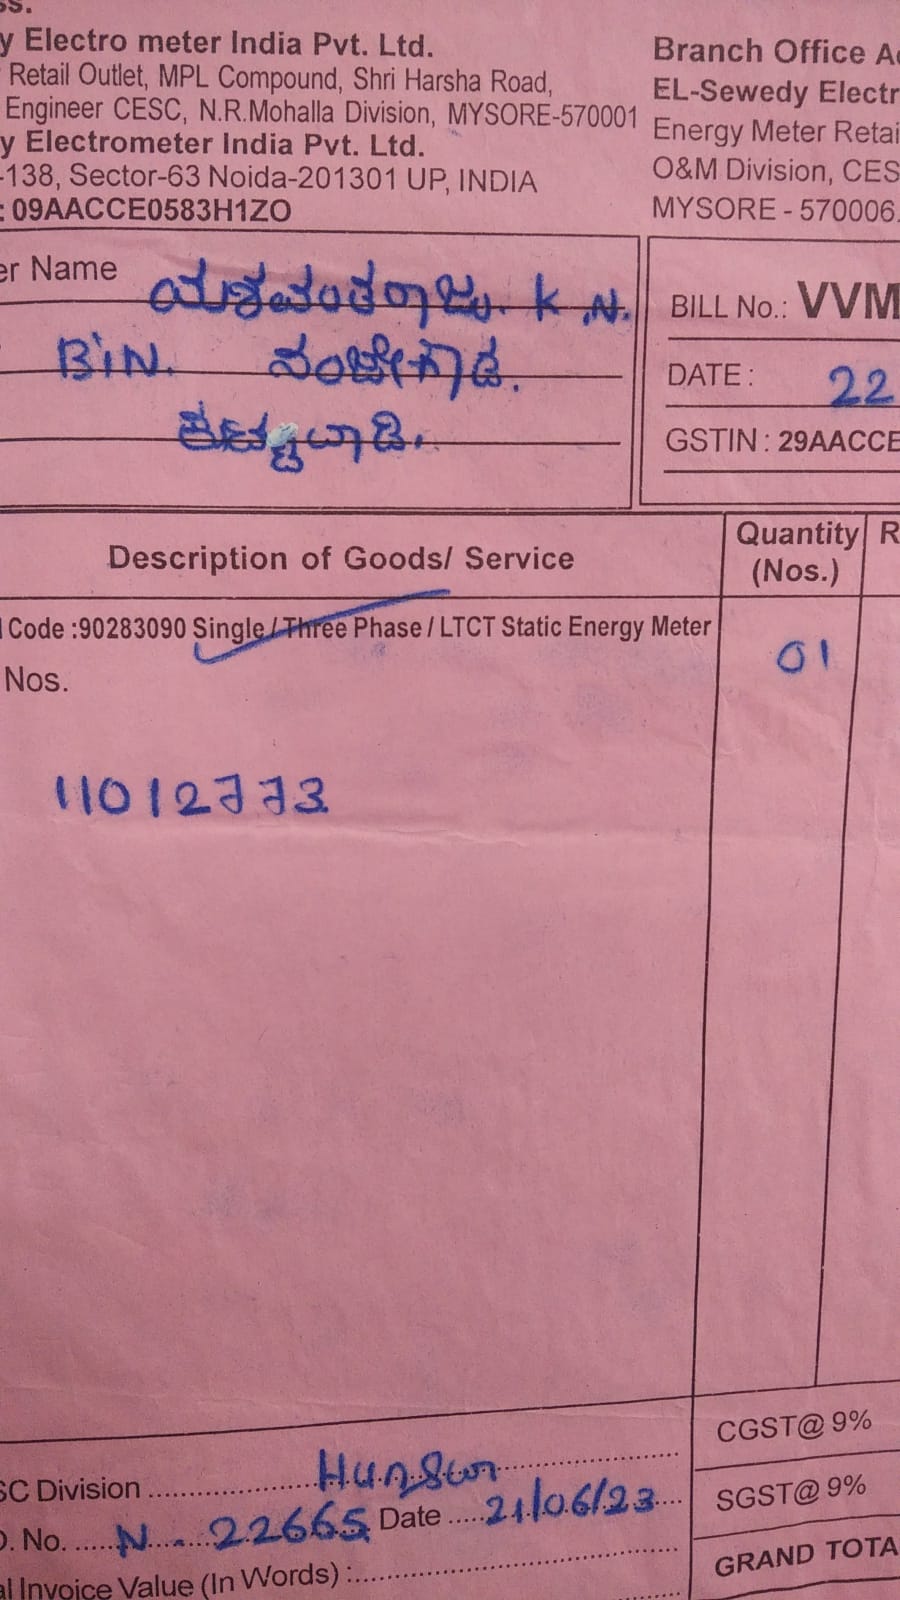 ss.
y Electro meter India Pvt. Ltd.
Retail Outlet, MPL Compound, Shri Harsha Road,
Engineer CESC, N.R.Mohalla Division, MYSORE-570001
y Electrometer India Pvt. Ltd.
-138, Sector-63 Noida-201301 UP, INDIA
: 09AACCE0583H1ZO
Branch Office Ad
EL-Sewedy Electr
Energy Meter Retai
O&M Division, CES
MYSORE - 570006.
er Name ಯಶವಂತರಾಜು. K.N.
BIN. ನಂಜೇಗೌಡ.
BILL No.: VVM
DATE : 22
GSTIN : 29AACCE
Description of Goods/ Service Quantity (Nos.) R
Code :90283090 Single / Three Phase / LTCT Static Energy Meter 01
Nos.
11012773
CGST@ 9%
SGST@ 9%
GRAND TOTA
SC Division Hunsur
O. No. N - 22665 Date 21/06/23
al Invoice Value (In Words) :